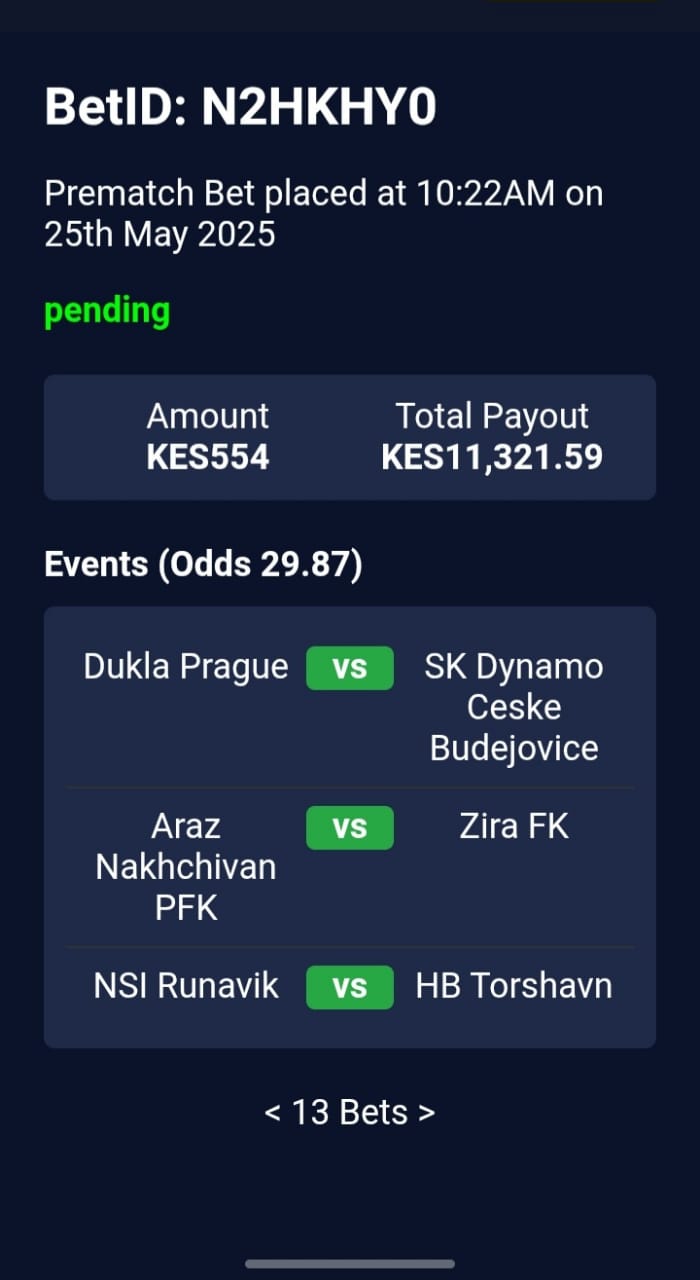 BetID: N2HKHY0
Prematch Bet placed at 10:22AM on
25th May 2025
pending
Amount
KES554
Total Payout
KES11,321.59
Events (Odds 29.87)
Dukla Prague
vs
SK Dynamo
Ceske
Budejovice
Araz
Nakhchivan
PFK
vs
Zira FK
NSI Runavik
vs
HB Torshavn
< 13 Bets >